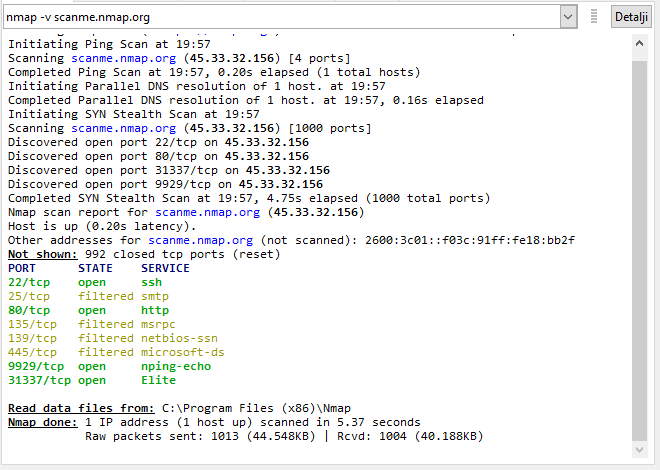 nmap -v scanme.nmap.org
Detalji
Initiating Ping Scan at 19:57
Scanning scanme.nmap.org (45.33.32.156) [4 ports]
Completed Ping Scan at 19:57, 0.20s elapsed (1 total hosts)
Initiating Parallel DNS resolution of 1 host. at 19:57
Completed Parallel DNS resolution of 1 host. at 19:57, 0.16s elapsed
Initiating SYN Stealth Scan at 19:57
Scanning scanme.nmap.org (45.33.32.156) [1000 ports]
Discovered open port 22/tcp on 45.33.32.156
Discovered open port 80/tcp on 45.33.32.156
Discovered open port 31337/tcp on 45.33.32.156
Discovered open port 9929/tcp on 45.33.32.156
Completed SYN Stealth Scan at 19:57, 4.75s elapsed (1000 total ports)
Nmap scan report for scanme.nmap.org (45.33.32.156)
Host is up (0.20s latency).
Other addresses for scanme.nmap.org (not scanned): 2600:3c01::f03c:91ff:fe18:bb2f
Not shown: 992 closed tcp ports (reset)
PORT      STATE    SERVICE
22/tcp    open     ssh
25/tcp    filtered smtp
80/tcp    open     http
135/tcp   filtered msrpc
139/tcp   filtered netbios-ssn
445/tcp   filtered microsoft-ds
9929/tcp  open     nping-echo
31337/tcp open     Elite
Read data files from: C:\Program Files (x86)\Nmap
Nmap done: 1 IP address (1 host up) scanned in 5.37 seconds
Raw packets sent: 1013 (44.548KB) | Rcvd: 1004 (40.188KB)